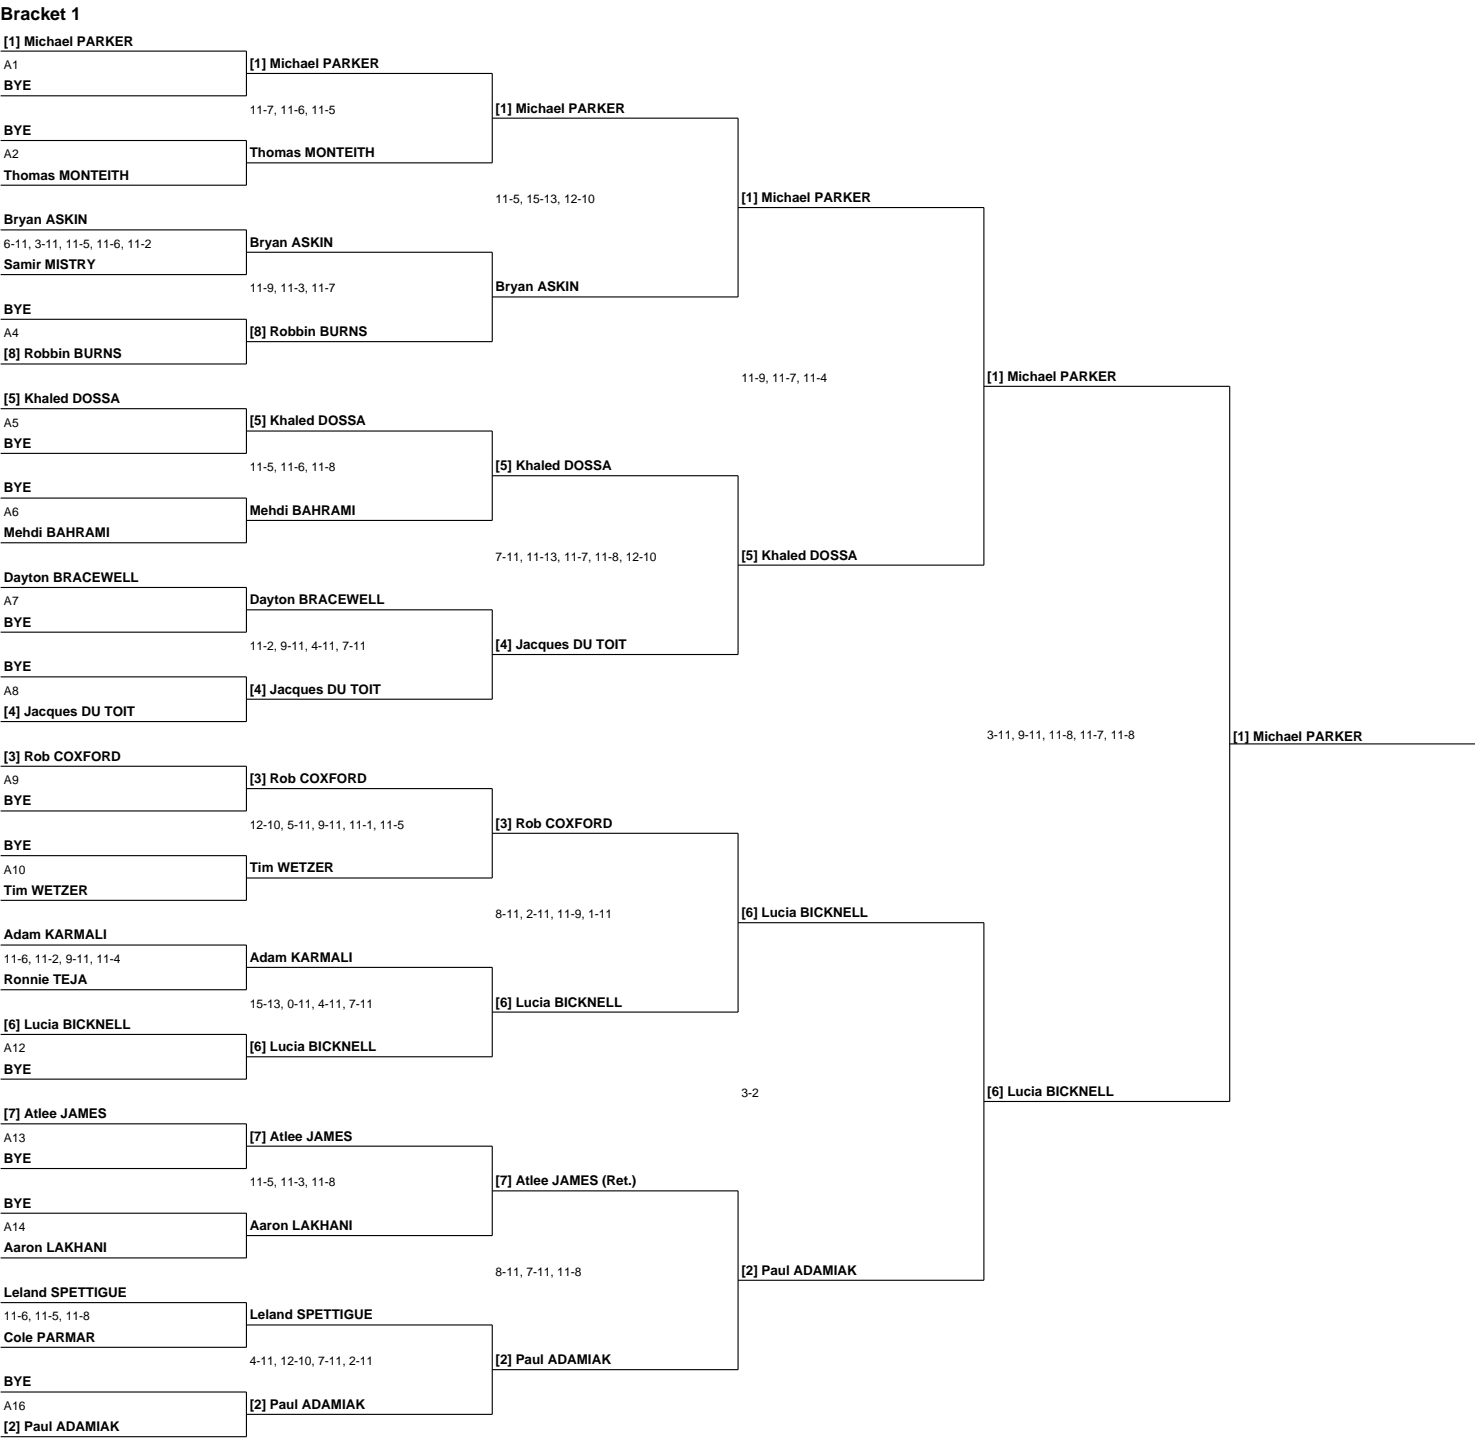 Bracket 1
[1] Michael PARKER
A1
BYE
BYE
A2
Thomas MONTEITH
Bryan ASKIN
6-11, 3-11, 11-5, 11-6, 11-2
Samir MISTRY
BYE
A4
[8] Robbin BURNS
[5] Khaled DOSSA
A5
BYE
BYE
A6
Mehdi BAHRAMI
Dayton BRACEWELL
A7
BYE
BYE
A8
[4] Jacques DU TOIT
[3] Rob COXFORD
A9
BYE
BYE
A10
Tim WETZER
Adam KARMALI
11-6, 11-2, 9-11, 11-4
Ronnie TEJA
[6] Lucia BICKNELL
A12
BYE
[7] Atlee JAMES
A13
BYE
BYE
A14
Aaron LAKHANI
Leland SPETTIGUE
11-6, 11-5, 11-8
Cole PARMAR
BYE
A16
[2] Paul ADAMIAK
[1] Michael PARKER
11-7, 11-6, 11-5
Thomas MONTEITH
Bryan ASKIN
11-9, 11-3, 11-7
[8] Robbin BURNS
[5] Khaled DOSSA
11-5, 11-6, 11-8
Mehdi BAHRAMI
Dayton BRACEWELL
11-2, 9-11, 4-11, 7-11
[4] Jacques DU TOIT
[3] Rob COXFORD
12-10, 5-11, 9-11, 11-1, 11-5
Tim WETZER
Adam KARMALI
15-13, 0-11, 4-11, 7-11
[6] Lucia BICKNELL
[7] Atlee JAMES
11-5, 11-3, 11-8
Aaron LAKHANI
Leland SPETTIGUE
4-11, 12-10, 7-11, 2-11
[2] Paul ADAMIAK
[1] Michael PARKER
11-5, 15-13, 12-10
Bryan ASKIN
[5] Khaled DOSSA
7-11, 11-13, 11-7, 11-8, 12-10
[4] Jacques DU TOIT
[3] Rob COXFORD
8-11, 2-11, 11-9, 1-11
[6] Lucia BICKNELL
[7] Atlee JAMES (Ret.)
8-11, 7-11, 11-8
[2] Paul ADAMIAK
[1] Michael PARKER
11-9, 11-7, 11-4
[5] Khaled DOSSA
[6] Lucia BICKNELL
3-2
[2] Paul ADAMIAK
[1] Michael PARKER
3-11, 9-11, 11-8, 11-7, 11-8
[6] Lucia BICKNELL
[1] Michael PARKER